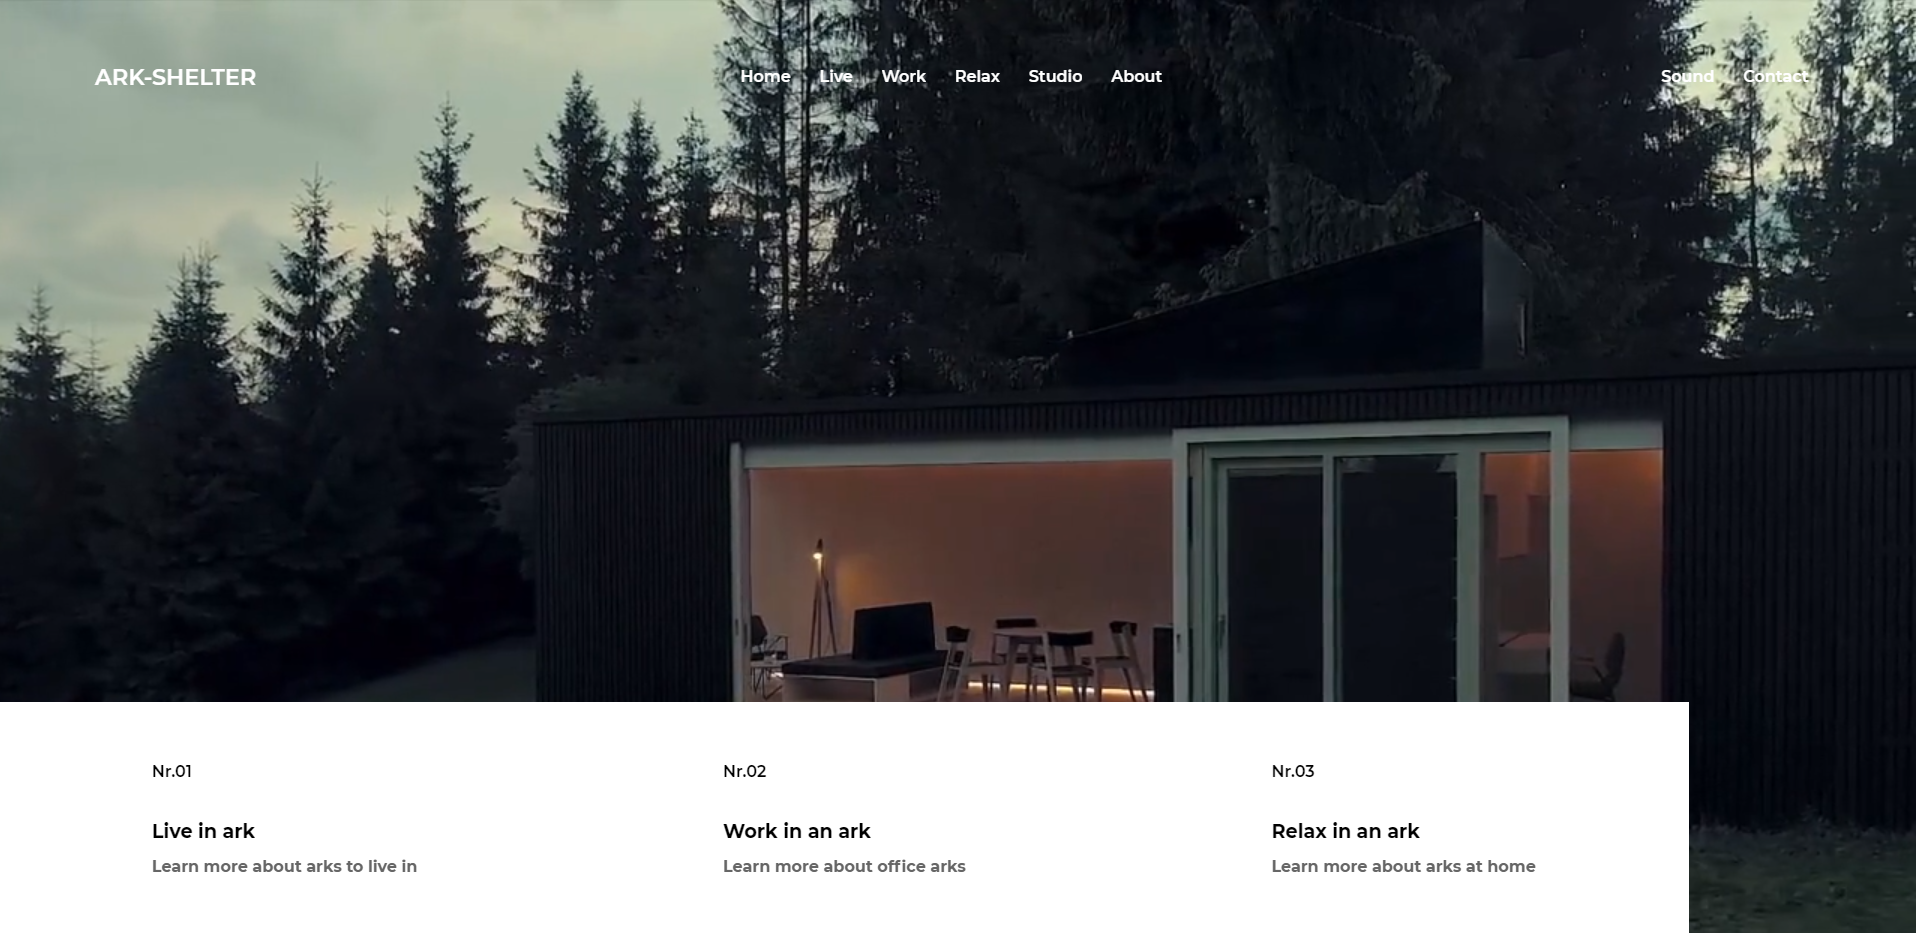 ARK-SHELTER
Home Live Work Relax Studio About
Sound Contact
Nr.01
Live in ark
Learn more about arks to live in
Nr.02
Work in an ark
Learn more about office arks
Nr.03
Relax in an ark
Learn more about arks at home